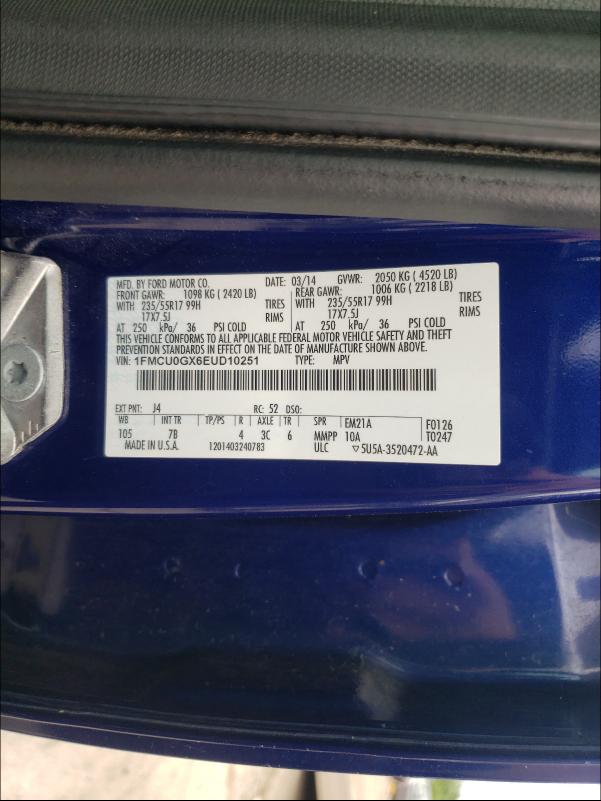 MFD. BY FORD MOTOR CO. DATE: 03/14 GVWR: 2050 KG ( 4520 LB)
FRONT GAWR: 1098 KG ( 2420 LB) REAR GAWR: 1006 KG ( 2218 LB)
WITH 235/55R17 99H TIRES WITH 235/55R17 99H TIRES
17X7.5J RIMS 17X7.5J RIMS
AT 250 kPa/ 36 PSI COLD AT 250 kPa/ 36 PSI COLD
THIS VEHICLE CONFORMS TO ALL APPLICABLE FEDERAL MOTOR VEHICLE SAFETY AND THEFT
PREVENTION STANDARDS IN EFFECT ON THE DATE OF MANUFACTURE SHOWN ABOVE.
VIN: 1FMCU0GX6EUD10251 TYPE: MPV
EXT PNT: J4 RC: 52 DSO:
WB INT TR TP/PS R AXLE TR SPR EM21A F0126
105 7B 4 3C 6 MMPP 10A T0247
MADE IN U.S.A. 1201403240783 ULC ▽5U5A-3520472-AA